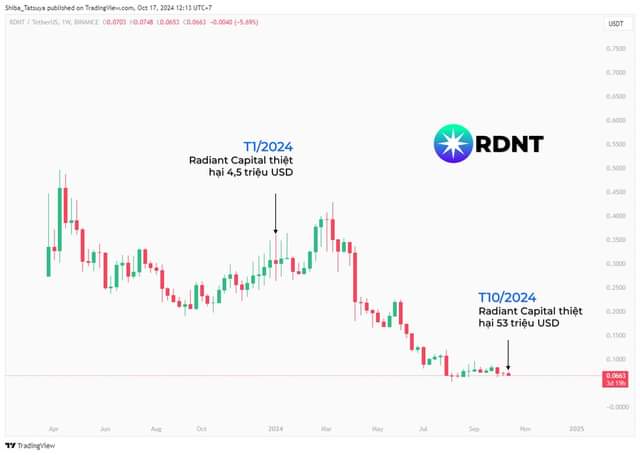 Shiba_Tatsuya published on TradingView.com, Oct 17, 2024 12:13 UTC+7
RDNT / TetherUS, 1W, BINANCE O0.0703 H0.0748 L0.0653 C0.0663 -0.0040 (-5.69%)
USDT
0.7500
0.7000
0.6500
0.6000
0.5500
RDNT
T1/2024
Radiant Capital thiệt
hại 4,5 triệu USD
0.5000
0.4500
0.4000
0.3500
0.3000
0.2500
T10/2024
Radiant Capital thiệt
hại 53 triệu USD
0.2000
0.1500
0.1000
0.0663
3d 19h
-0.0000
Apr Jun Aug Oct 2024 Mar May Jul Sep Nov 2025
TradingView